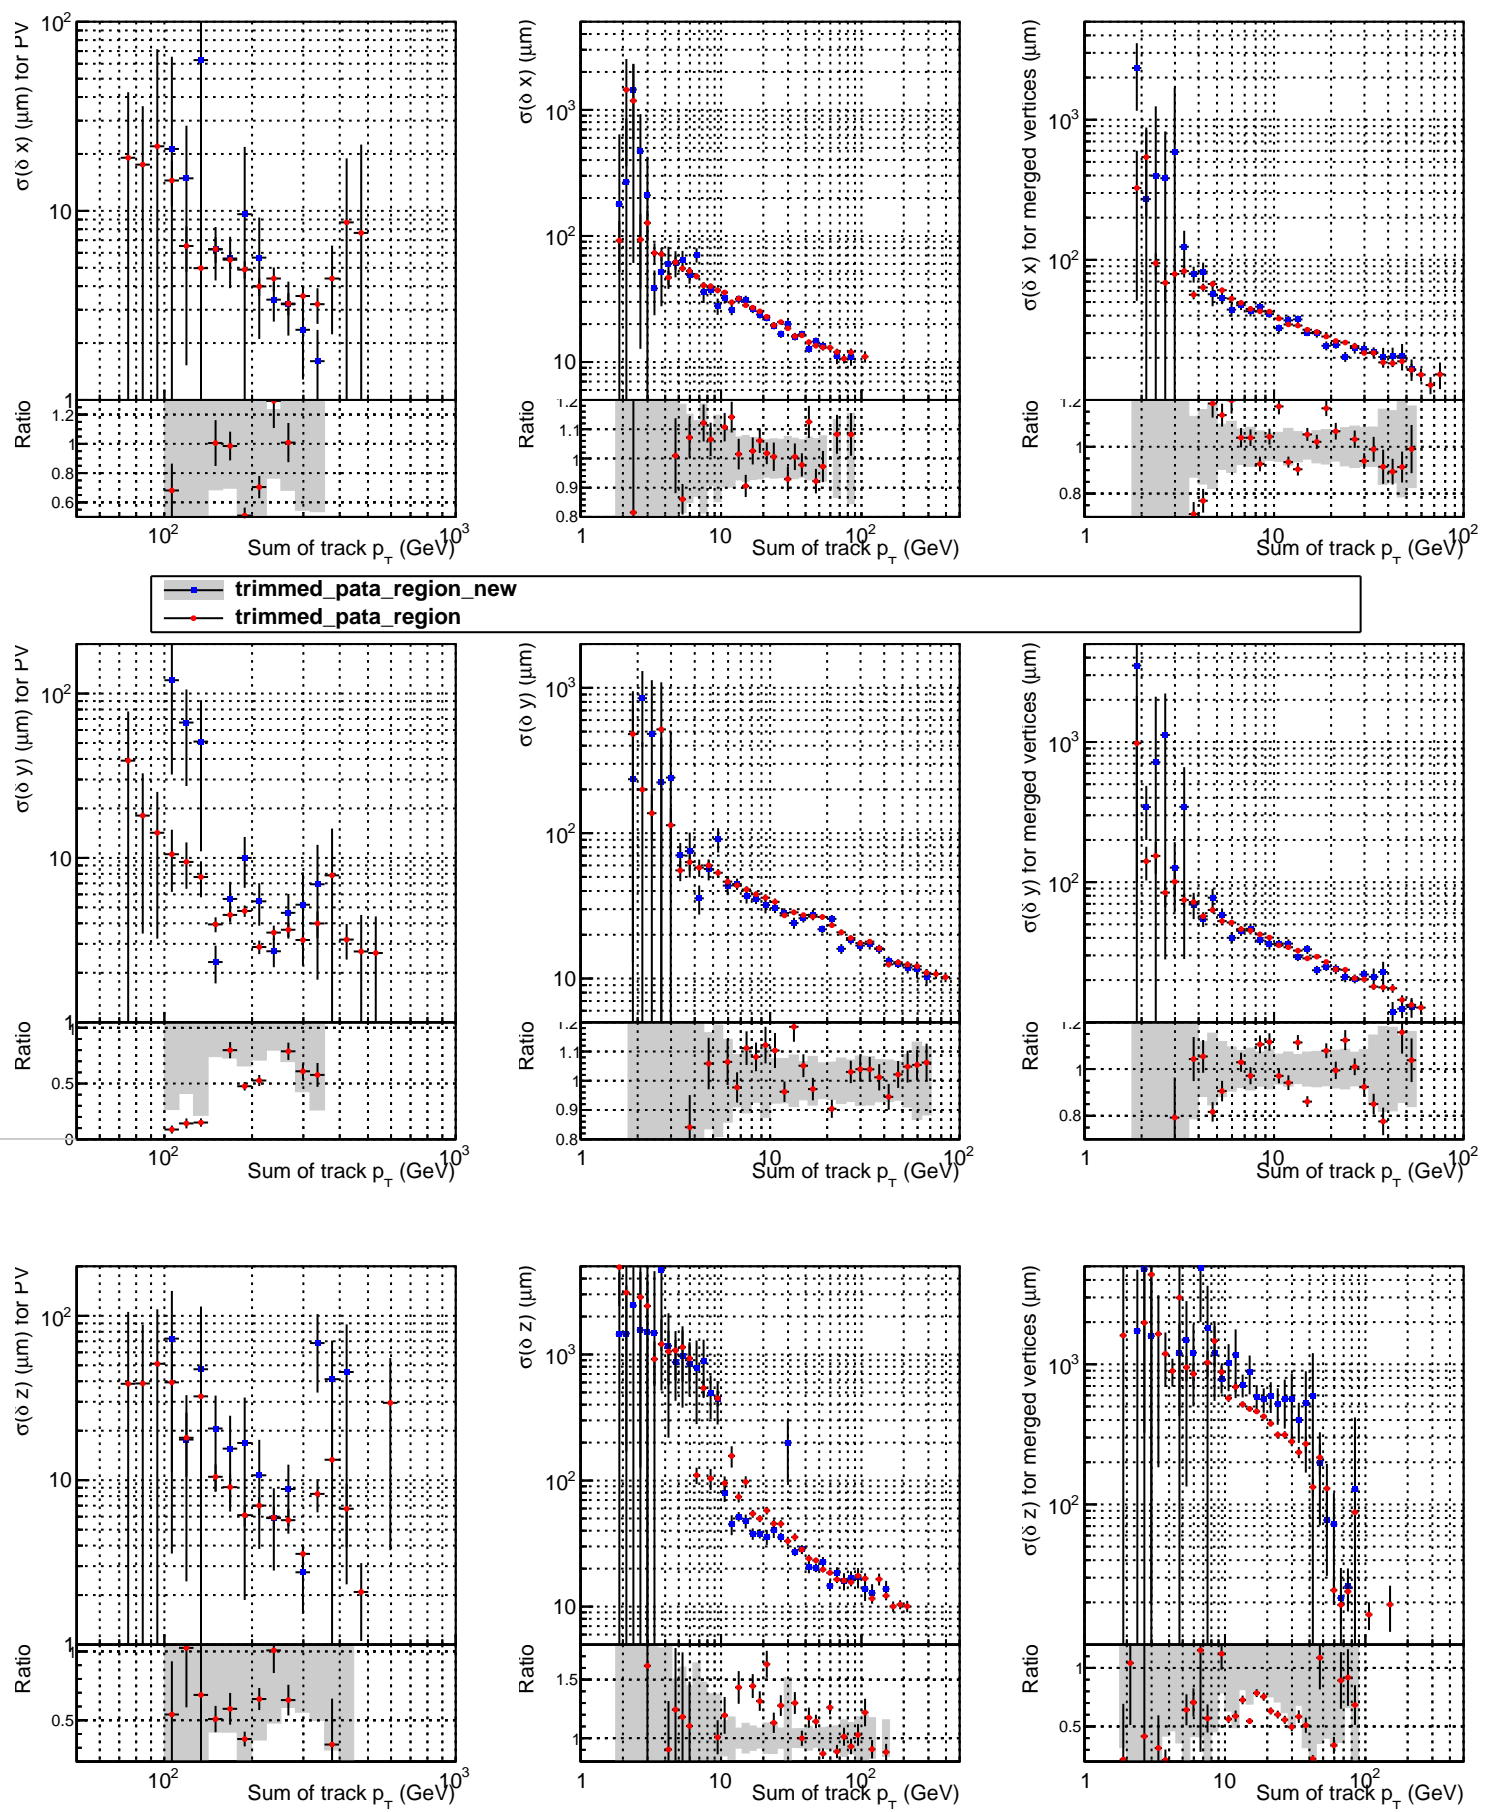 σ(δ x) (μm) for PV
10²
10
1
Ratio
1.2
1
0.8
0.6
10²
10³
Sum of track p_T (GeV)
σ(δ x) (μm)
10³
10²
10
Ratio
1.2
1.1
1
0.9
0.8
1
10
10²
Sum of track p_T (GeV)
σ(δ x) for merged vertices (μm)
10³
10²
Ratio
1.2
1
0.8
1
10
10²
Sum of track p_T (GeV)
trimmed_pata_region_new
trimmed_pata_region
σ(δ y) (μm) for PV
10²
10
1
Ratio
1
0.5
0
10²
10³
Sum of track p_T (GeV)
σ(δ y) (μm)
10³
10²
10
Ratio
1.2
1.1
1
0.9
0.8
1
10
10²
Sum of track p_T (GeV)
σ(δ y) for merged vertices (μm)
10³
10²
Ratio
1.2
1
0.8
1
10
10²
Sum of track p_T (GeV)
σ(δ z) (μm) for PV
10²
10
1
Ratio
1
0.5
10²
10³
Sum of track p_T (GeV)
σ(δ z) (μm)
10³
10²
10
Ratio
1.5
1
1
10
10²
Sum of track p_T (GeV)
σ(δ z) for merged vertices (μm)
10³
10²
Ratio
1
0.5
1
10
10²
Sum of track p_T (GeV)